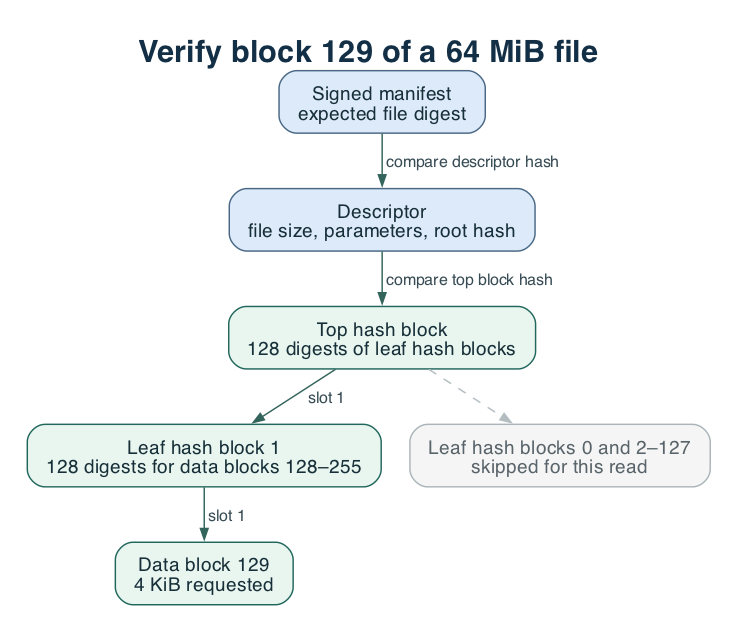 Verify block 129 of a 64 MiB file
Signed manifest
expected file digest
compare descriptor hash
Descriptor
file size, parameters, root hash
compare top block hash
Top hash block
128 digests of leaf hash blocks
slot 1
Leaf hash block 1
128 digests for data blocks 128–255
Leaf hash blocks 0 and 2–127
skipped for this read
slot 1
Data block 129
4 KiB requested